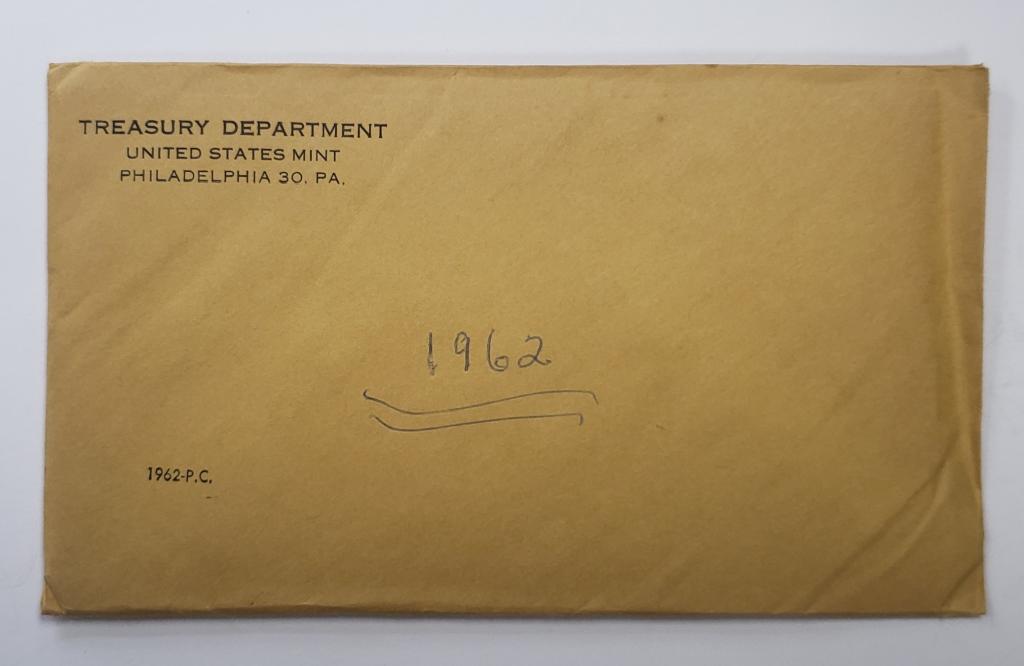 TREASURY DEPARTMENT
UNITED STATES MINT
PHILADELPHIA 30, PA.
1962
1962-P.C.